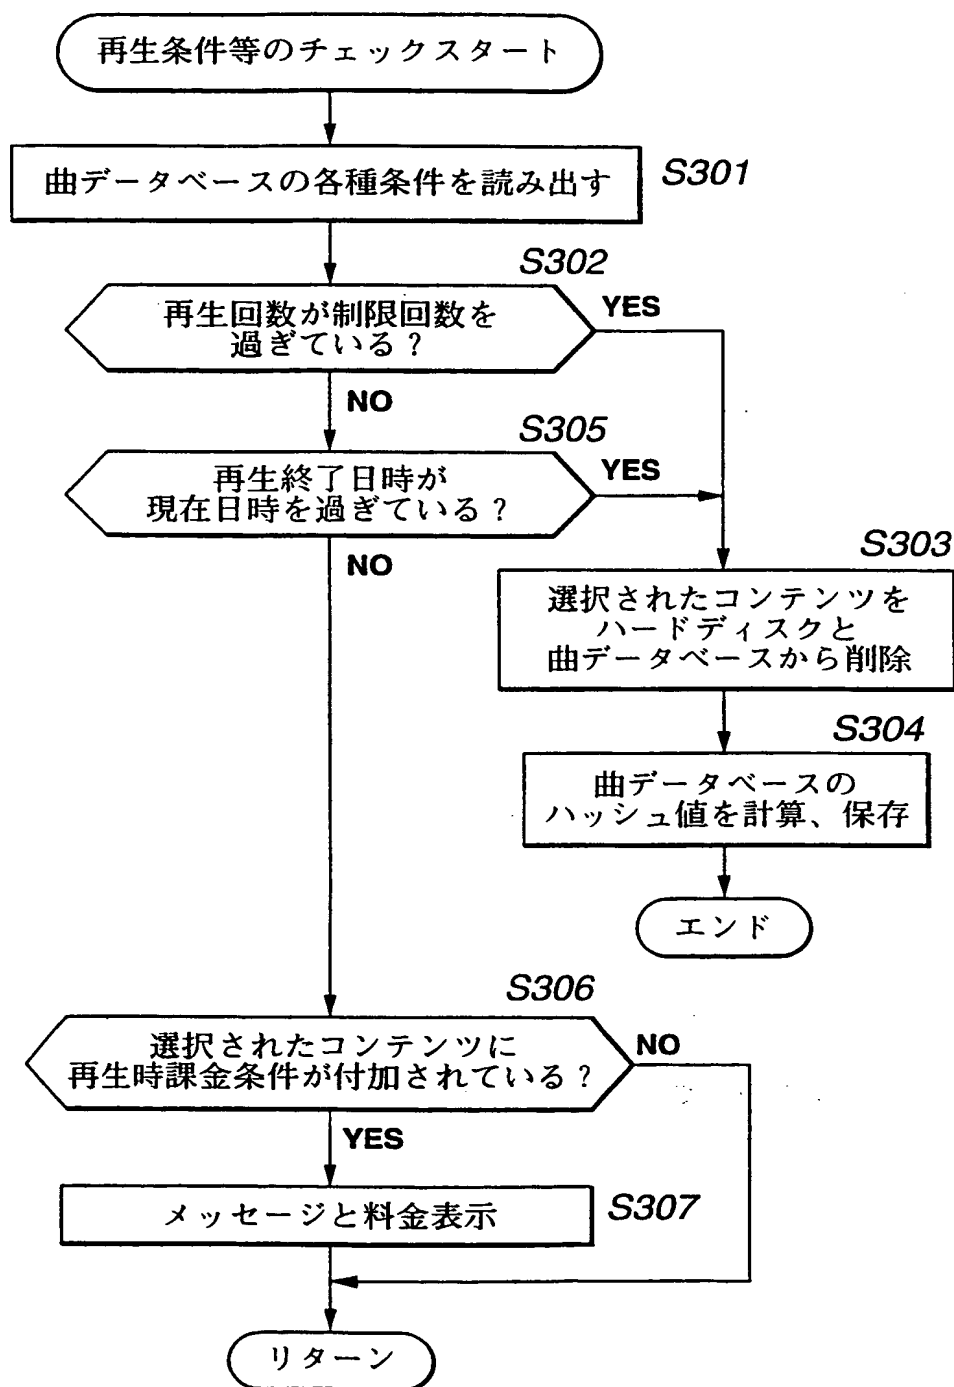 再生条件等のチェックスタート
曲データベースの各種条件を読み出す
S301
S302
再生回数が制限回数を
過ぎている?
YES
NO
S305
再生終了日時が
現在日時を過ぎている?
YES
NO
S303
選択されたコンテンツを
ハードディスクと
曲データベースから削除
S304
曲データベースの
ハッシュ値を計算、保存
エンド
S306
選択されたコンテンツに
再生時課金条件が付加されている?
NO
YES
メッセージと料金表示
S307
リターン